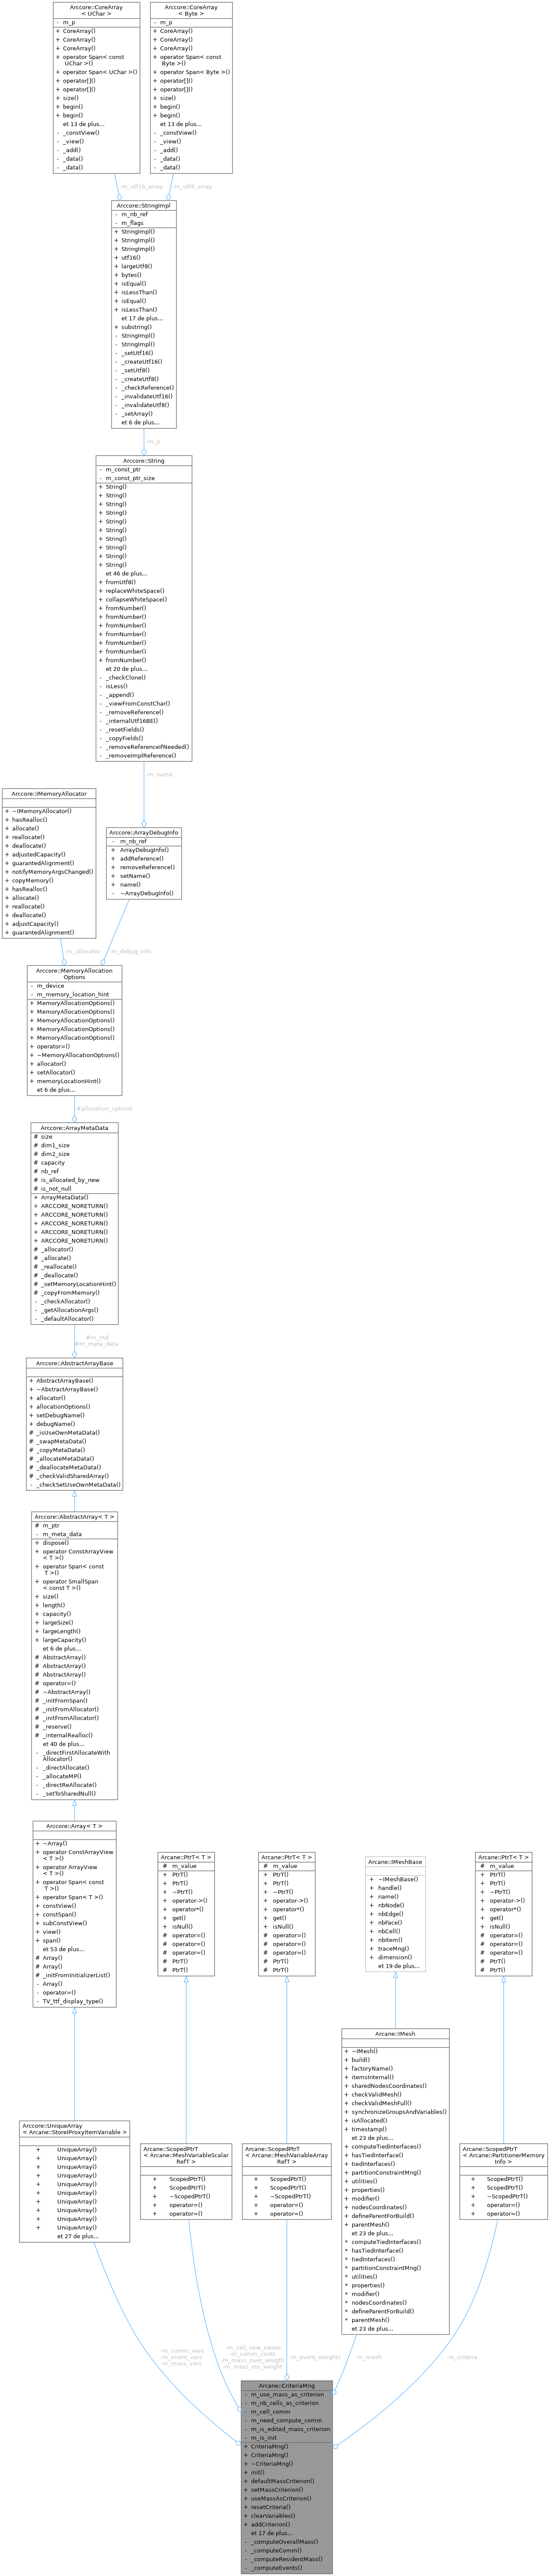 Arccore::CoreArray
< UChar >
- m_p
+ CoreArray()
+ CoreArray()
+ CoreArray()
+ operator Span< const
UChar >()
+ operator Span< UChar >()
+ operator[]()
+ operator[]()
+ size()
+ begin()
+ begin()
et 13 de plus...
- _constView()
- _view()
- _add()
- _data()
- _data()
Arccore::CoreArray
< Byte >
- m_p
+ CoreArray()
+ CoreArray()
+ CoreArray()
+ operator Span< const
Byte >()
+ operator Span< Byte >()
+ operator[]()
+ operator[]()
+ size()
+ begin()
+ begin()
et 13 de plus...
- _constView()
- _view()
- _add()
- _data()
- _data()
-m_utf16_array
-m_utf8_array
Arccore::StringImpl
- m_nb_ref
- m_flags
+ StringImpl()
+ StringImpl()
+ StringImpl()
+ utf16()
+ largeUtf8()
+ bytes()
+ isEqual()
+ isLessThan()
+ isEqual()
+ isLessThan()
et 17 de plus...
+ substring()
- StringImpl()
- StringImpl()
- _setUtf16()
- _createUtf16()
- _setUtf8()
- _createUtf8()
- _checkReference()
- _invalidateUtf16()
- _invalidateUtf8()
- _setArray()
et 6 de plus...
-m_p
Arccore::String
- m_const_ptr
- m_const_ptr_size
+ String()
+ String()
+ String()
+ String()
+ String()
+ String()
+ String()
+ String()
+ String()
+ String()
et 46 de plus...
+ fromUtf8()
+ replaceWhiteSpace()
+ collapseWhiteSpace()
+ fromNumber()
+ fromNumber()
+ fromNumber()
+ fromNumber()
+ fromNumber()
+ fromNumber()
+ fromNumber()
et 20 de plus...
- _checkClone()
- isLess()
- _append()
- _viewFromConstChar()
- _removeReference()
- _internalUtf16BE()
- _resetFields()
- _copyFields()
- _removeReferenceIfNeeded()
- _removeImplReference()
-m_name
Arccore::IMemoryAllocator
+ ~IMemoryAllocator()
+ hasRealloc()
+ allocate()
+ reallocate()
+ deallocate()
+ adjustedCapacity()
+ guarantedAlignment()
+ notifyMemoryArgsChanged()
+ copyMemory()
+ hasRealloc()
+ allocate()
+ reallocate()
+ deallocate()
+ adjustCapacity()
+ guarantedAlignment()
Arccore::ArrayDebugInfo
- m_nb_ref
+ ArrayDebugInfo()
+ addReference()
+ removeReference()
+ setName()
+ name()
- ~ArrayDebugInfo()
-m_allocator
-m_debug_info
Arccore::MemoryAllocation
Options
- m_device
- m_memory_location_hint
+ MemoryAllocationOptions()
+ MemoryAllocationOptions()
+ MemoryAllocationOptions()
+ MemoryAllocationOptions()
+ MemoryAllocationOptions()
+ operator=()
+ ~MemoryAllocationOptions()
+ allocator()
+ setAllocator()
+ memoryLocationHint()
et 6 de plus...
#allocation_options
Arccore::ArrayMetaData
# size
# dim1_size
# dim2_size
# capacity
# nb_ref
# is_allocated_by_new
# is_not_null
+ ArrayMetaData()
+ ARCCORE_NORETURN()
+ ARCCORE_NORETURN()
+ ARCCORE_NORETURN()
+ ARCCORE_NORETURN()
+ ARCCORE_NORETURN()
# _allocator()
# _allocate()
# _reallocate()
# _deallocate()
# _setMemoryLocationHint()
# _copyFromMemory()
- _checkAllocator()
- _getAllocationArgs()
- _defaultAllocator()
#m_md
#m_meta_data
Arccore::AbstractArrayBase
+ AbstractArrayBase()
+ ~AbstractArrayBase()
+ allocator()
+ allocationOptions()
+ setDebugName()
+ debugName()
# _isUseOwnMetaData()
# _swapMetaData()
# _copyMetaData()
# _allocateMetaData()
# _deallocateMetaData()
# _checkValidSharedArray()
- _checkSetUseOwnMetaData()
Arccore::AbstractArray< T >
# m_ptr
- m_meta_data
+ dispose()
+ operator ConstArrayView
< T >()
+ operator Span< const
T >()
+ operator SmallSpan
< const T >()
+ size()
+ length()
+ capacity()
+ largeSize()
+ largeLength()
+ largeCapacity()
et 6 de plus...
# AbstractArray()
# AbstractArray()
# AbstractArray()
# operator=()
# ~AbstractArray()
# _initFromSpan()
# _initFromAllocator()
# _initFromAllocator()
# _reserve()
# _internalRealloc()
et 40 de plus...
- _directFirstAllocateWith
Allocator()
- _directAllocate()
- _allocateMP()
- _directReAllocate()
- _setToSharedNull()
Arccore::Array< T >
+ ~Array()
+ operator ConstArrayView
< T >()
+ operator ArrayView
< T >()
+ operator Span< const
T >()
+ operator Span< T >()
+ constView()
+ constSpan()
+ subConstView()
+ view()
+ span()
et 53 de plus...
# Array()
# Array()
# _initFromInitializerList()
- Array()
- operator=()
- TV_ttf_display_type()
Arcane::PtrT< T >
# m_value
+ PtrT()
+ PtrT()
+ ~PtrT()
+ operator->()
+ operator*()
+ get()
+ isNull()
# operator=()
# operator=()
# operator=()
# PtrT()
# PtrT()
Arcane::PtrT< T >
# m_value
+ PtrT()
+ PtrT()
+ ~PtrT()
+ operator->()
+ operator*()
+ get()
+ isNull()
# operator=()
# operator=()
# operator=()
# PtrT()
# PtrT()
Arcane::IMeshBase
+ ~IMeshBase()
+ handle()
+ name()
+ nbNode()
+ nbEdge()
+ nbFace()
+ nbCell()
+ nbItem()
+ traceMng()
+ dimension()
et 19 de plus...
Arcane::PtrT< T >
# m_value
+ PtrT()
+ PtrT()
+ ~PtrT()
+ operator->()
+ operator*()
+ get()
+ isNull()
# operator=()
# operator=()
# operator=()
# PtrT()
# PtrT()
Arcane::IMesh
+ ~IMesh()
+ build()
+ factoryName()
+ itemsInternal()
+ sharedNodesCoordinates()
+ checkValidMesh()
+ checkValidMeshFull()
+ synchronizeGroupsAndVariables()
+ isAllocated()
+ timestamp()
et 23 de plus...
+ computeTiedInterfaces()
+ hasTiedInterface()
+ tiedInterfaces()
+ partitionConstraintMng()
+ utilities()
+ properties()
+ modifier()
+ nodesCoordinates()
+ defineParentForBuild()
+ parentMesh()
et 23 de plus...
* computeTiedInterfaces()
* hasTiedInterface()
* tiedInterfaces()
* partitionConstraintMng()
* utilities()
* properties()
* modifier()
* nodesCoordinates()
* defineParentForBuild()
* parentMesh()
et 23 de plus...
Arccore::UniqueArray
< Arcane::StoreIProxyItemVariable >
+ UniqueArray()
+ UniqueArray()
+ UniqueArray()
+ UniqueArray()
+ UniqueArray()
+ UniqueArray()
+ UniqueArray()
+ UniqueArray()
+ UniqueArray()
+ UniqueArray()
et 27 de plus...
Arcane::ScopedPtrT
< Arcane::MeshVariableScalar
RefT >
+ ScopedPtrT()
+ ScopedPtrT()
+ ~ScopedPtrT()
+ operator=()
+ operator=()
Arcane::ScopedPtrT
< Arcane::MeshVariableArray
RefT >
+ ScopedPtrT()
+ ScopedPtrT()
+ ~ScopedPtrT()
+ operator=()
+ operator=()
Arcane::ScopedPtrT
< Arcane::PartitionerMemory
Info >
+ ScopedPtrT()
+ ScopedPtrT()
+ ~ScopedPtrT()
+ operator=()
+ operator=()
-m_comm_vars
-m_event_vars
-m_mass_vars
-m_cell_new_owner
-m_comm_costs
-m_mass_over_weigth
-m_mass_res_weight
-m_event_weights
-m_mesh
-m_criteria
Arcane::CriteriaMng
- m_use_mass_as_criterion
- m_nb_cells_as_criterion
- m_cell_comm
- m_need_compute_comm
- m_is_edited_mass_criterion
- m_is_init
+ CriteriaMng()
+ CriteriaMng()
+ ~CriteriaMng()
+ init()
+ defaultMassCriterion()
+ setMassCriterion()
+ useMassAsCriterion()
+ resetCriteria()
+ clearVariables()
+ addCriterion()
et 17 de plus...
- _computeOverallMass()
- _computeComm()
- _computeResidentMass()
- _computeEvents()